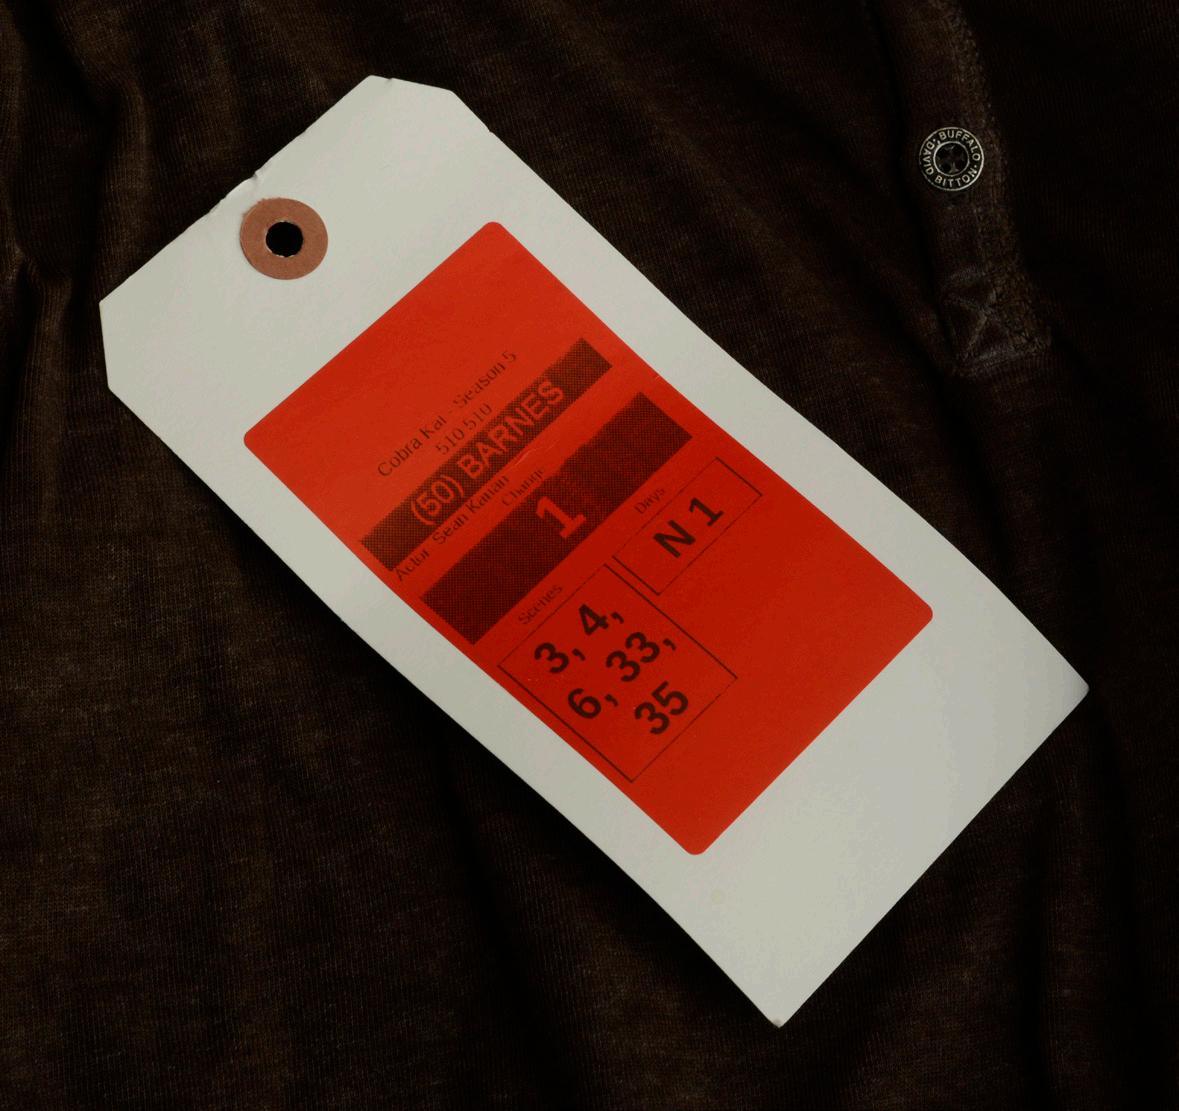 Cobra Kai - Season 5
510 510
(50) BARNES
Actor Sean Kanan
Change
1
Days
N 1
Scenes
3, 4,
6, 33,
35
BUFFALO · DAVID BITTON ·